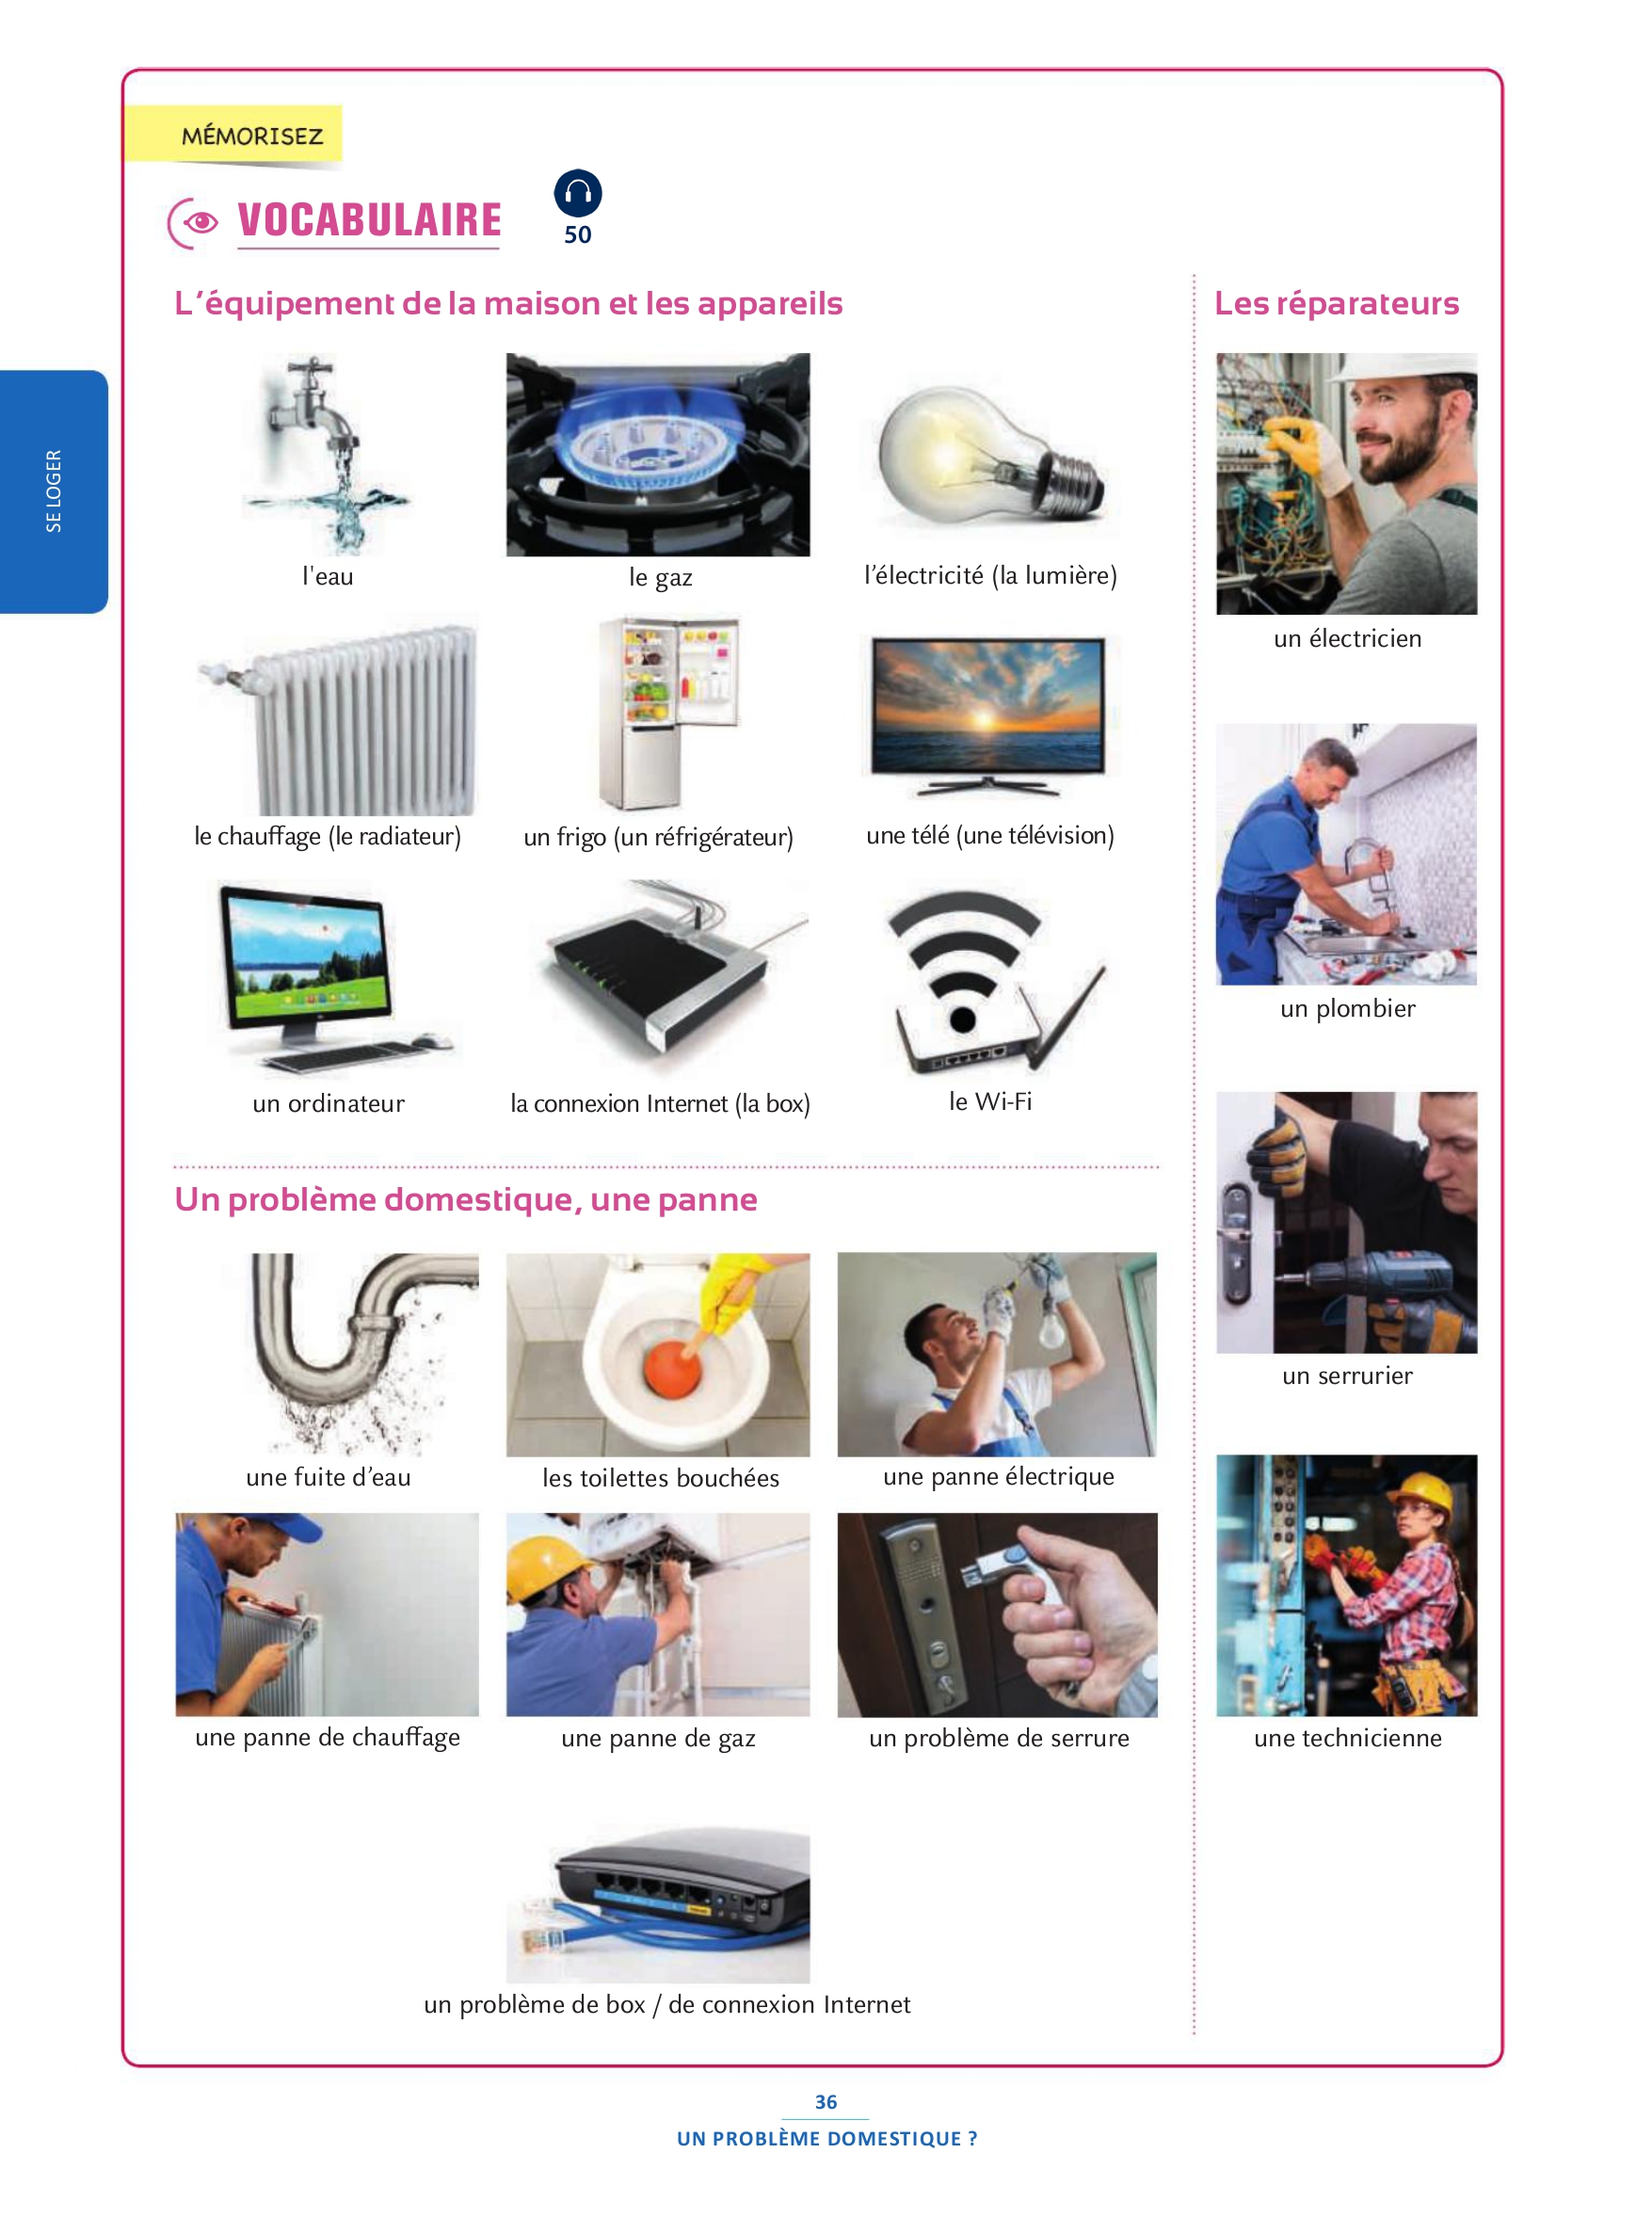 MÉMORISEZ
VOCABULAIRE
50
L'équipement de la maison et les appareils
l'eau
le gaz
l'électricité (la lumière)
le chauffage (le radiateur)
un frigo (un réfrigérateur)
une télé (une télévision)
un ordinateur
la connexion Internet (la box)
le Wi-Fi
Un problème domestique, une panne
une fuite d'eau
les toilettes bouchées
une panne électrique
une panne de chauffage
une panne de gaz
un problème de serrure
un problème de box / de connexion Internet
Les réparateurs
un électricien
un plombier
un serrurier
une technicienne
SE LOGER
36
UN PROBLÈME DOMESTIQUE ?